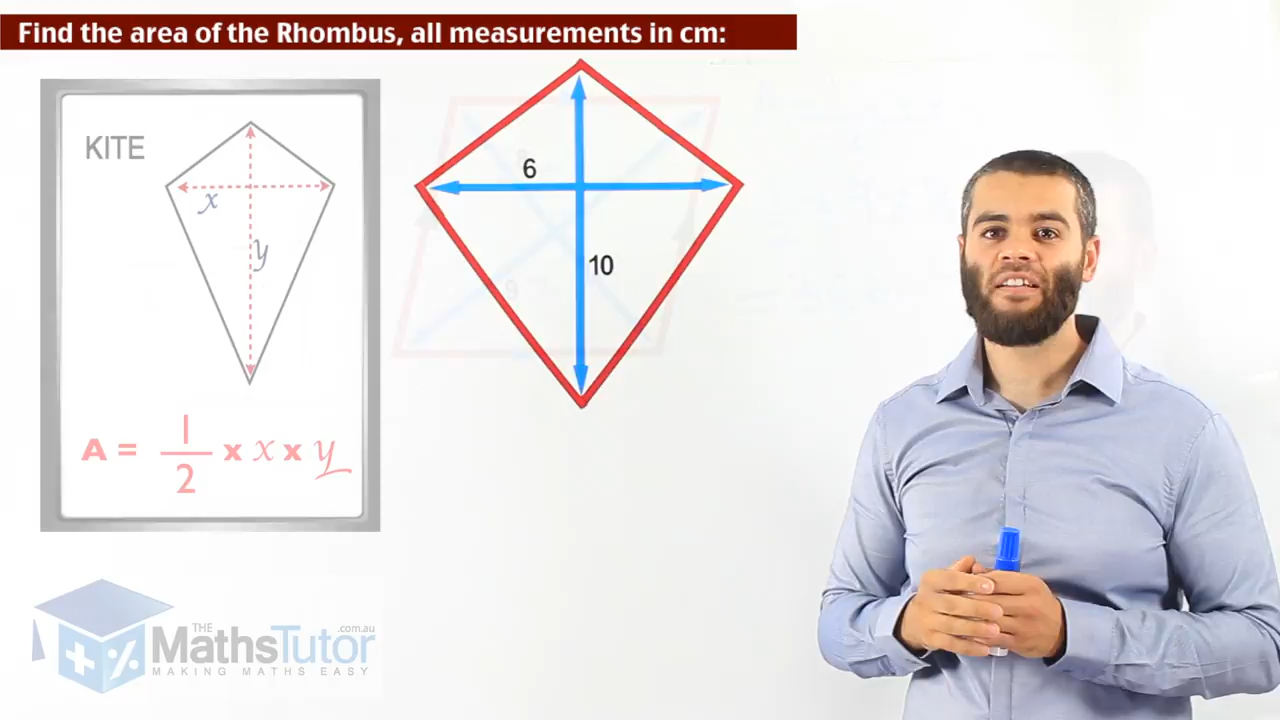 Find the area of the Rhombus, all measurements in cm:
KITE
x
y
A = 1/2 x x x y
6
10
9
THE MathsTutor .com.au
MAKING MATHS EASY